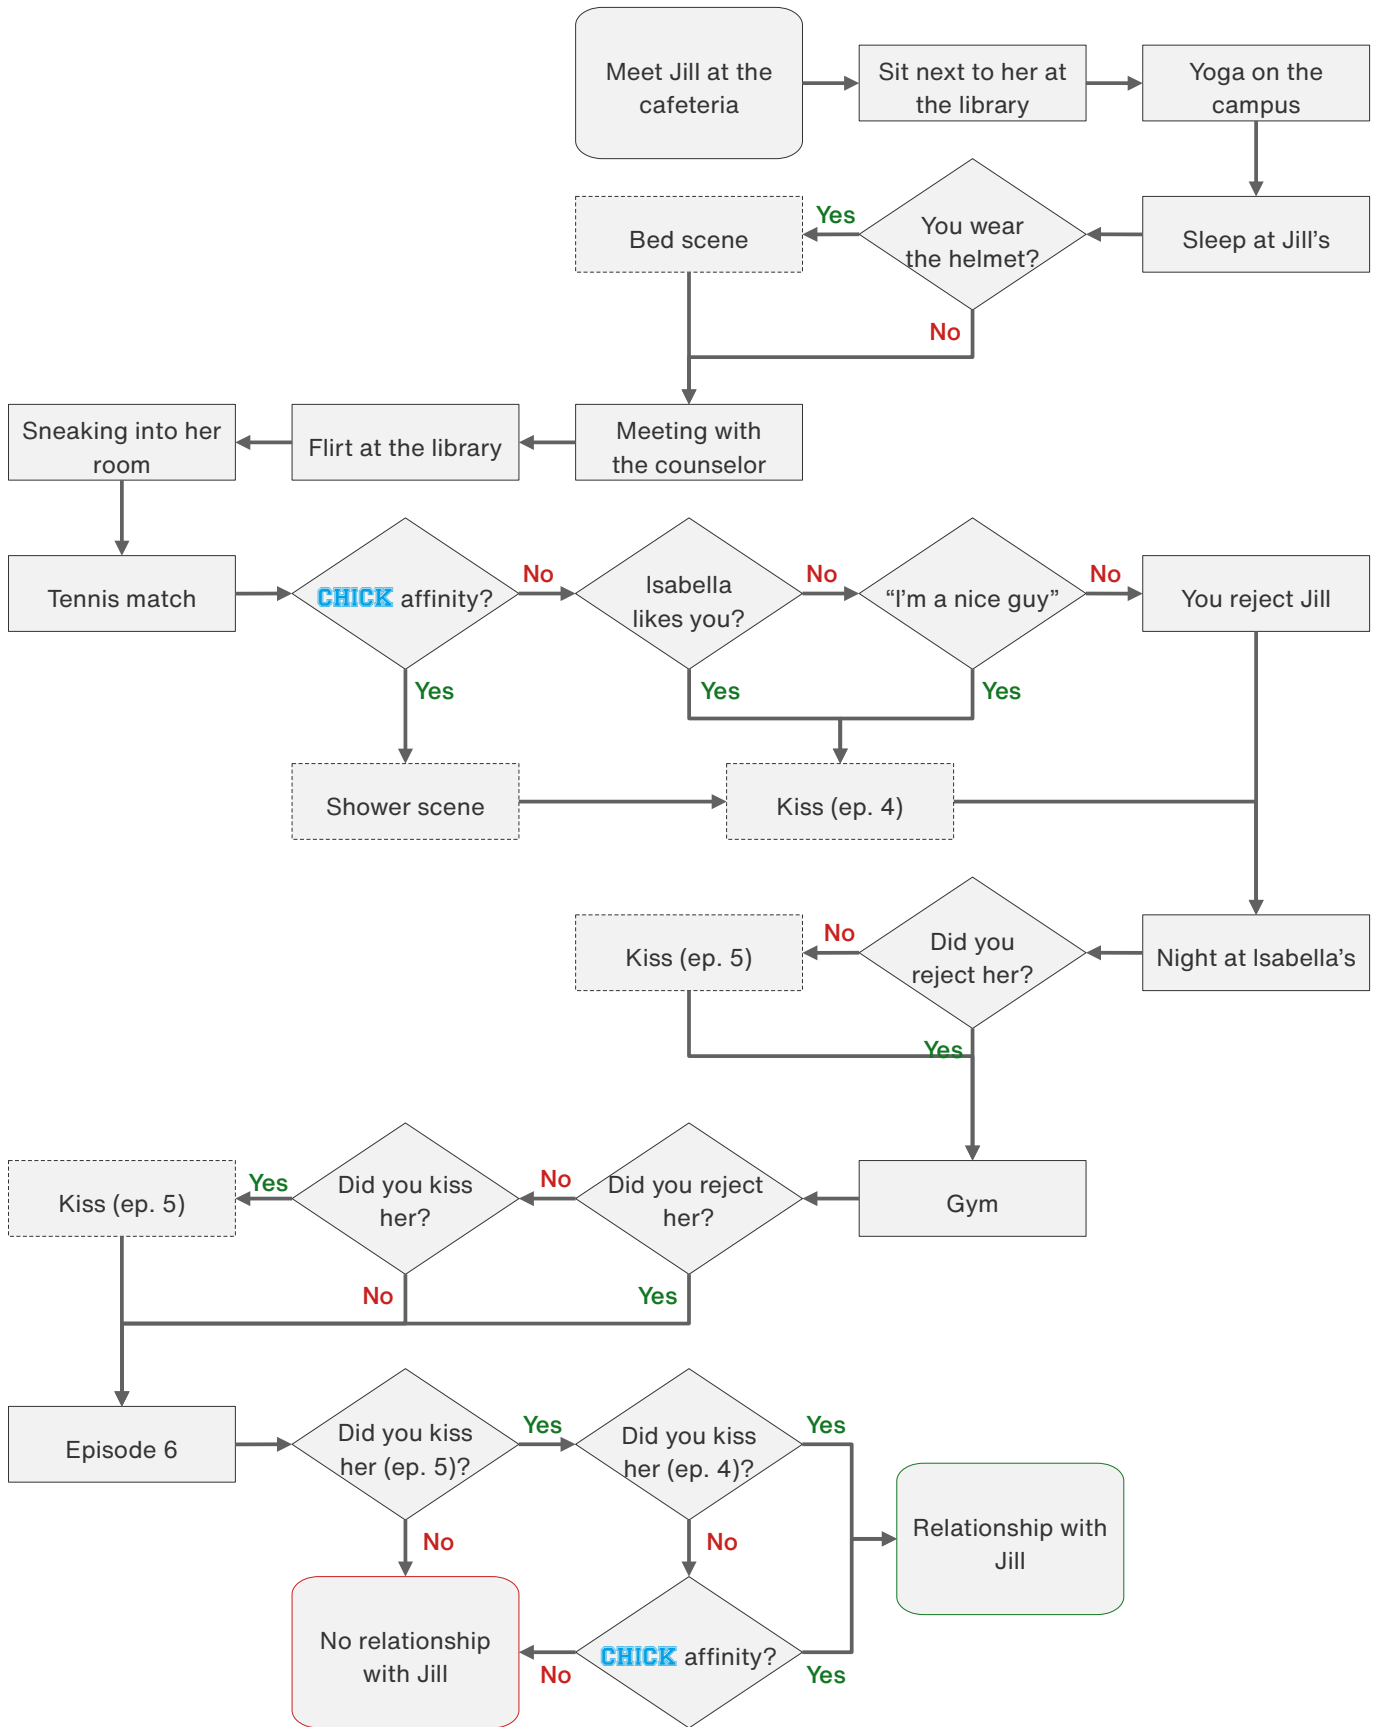 Meet Jill at the
cafeteria
Sit next to her at
the library
Yoga on the
campus
Bed scene
Yes
You wear
the helmet?
Sleep at Jill's
No
Sneaking into her
room
Flirt at the library
Meeting with
the counselor
Tennis match
CHICK affinity?
No
Isabella
likes you?
No
“I'm a nice guy”
No
You reject Jill
Yes
Yes
Yes
Shower scene
Kiss (ep. 4)
Kiss (ep. 5)
No
Did you
reject her?
Night at Isabella's
Yes
Kiss (ep. 5)
Yes
Did you kiss
her?
No
Did you reject
her?
Gym
No
Yes
Episode 6
Did you kiss
her (ep. 5)?
Yes
Did you kiss
her (ep. 4)?
Yes
Relationship with
Jill
No
No
No relationship
with Jill
No
CHICK affinity?
Yes